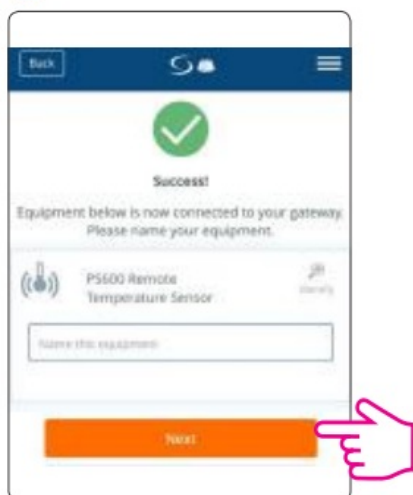 Back
Success!
Equipment below is now connected to your gateway.
Please name your equipment.
PS600 Remote
Temperature Sensor
Identify
Name this equipment
Next